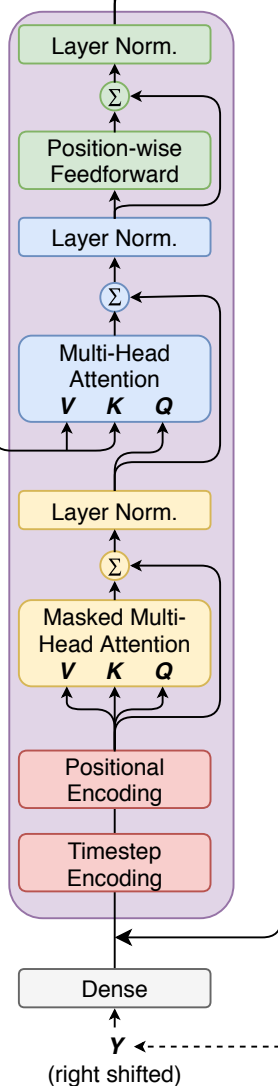 Layer Norm.
Σ
Position-wise
Feedforward
Layer Norm.
Σ
Multi-Head
Attention
V K Q
Layer Norm.
Σ
Masked Multi-
Head Attention
V K Q
Positional
Encoding
Timestep
Encoding
Dense
Y
(right shifted)